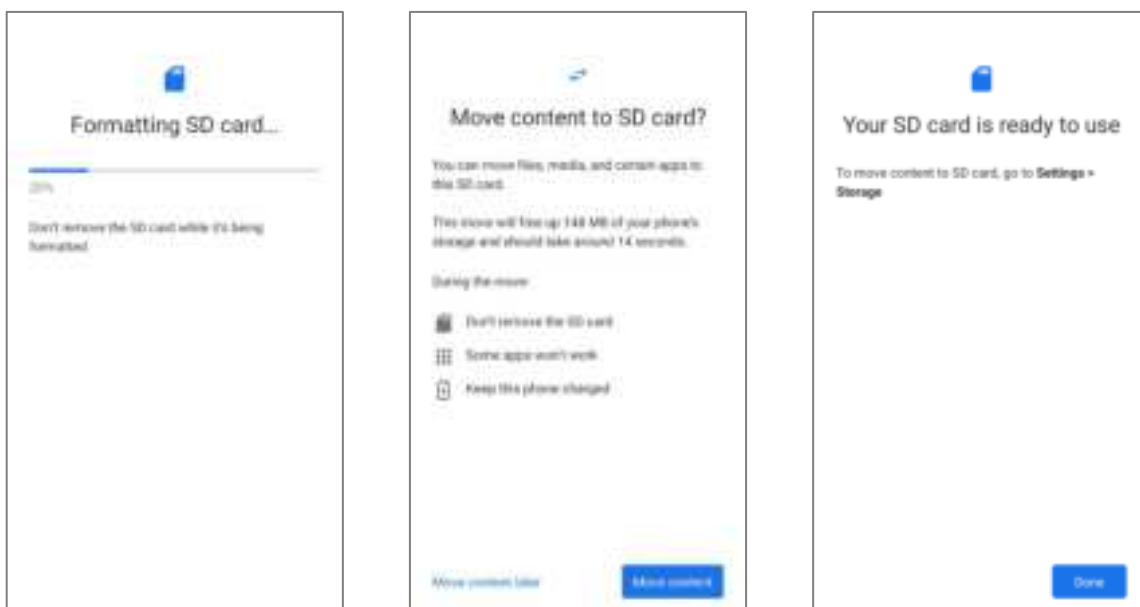 Formatting SD card...
20%
Don't remove the SD card while it's being
formatted
Move content to SD card?
You can move files, media, and certain apps to
this SD card.
This move will free up 148 MB of your phone's
storage and should take around 14 seconds.
During the move:
Don't remove the SD card
Some apps won't work
Keep this phone charged
Move content later
Move content
Your SD card is ready to use
To move content to SD card, go to Settings >
Storage
Done